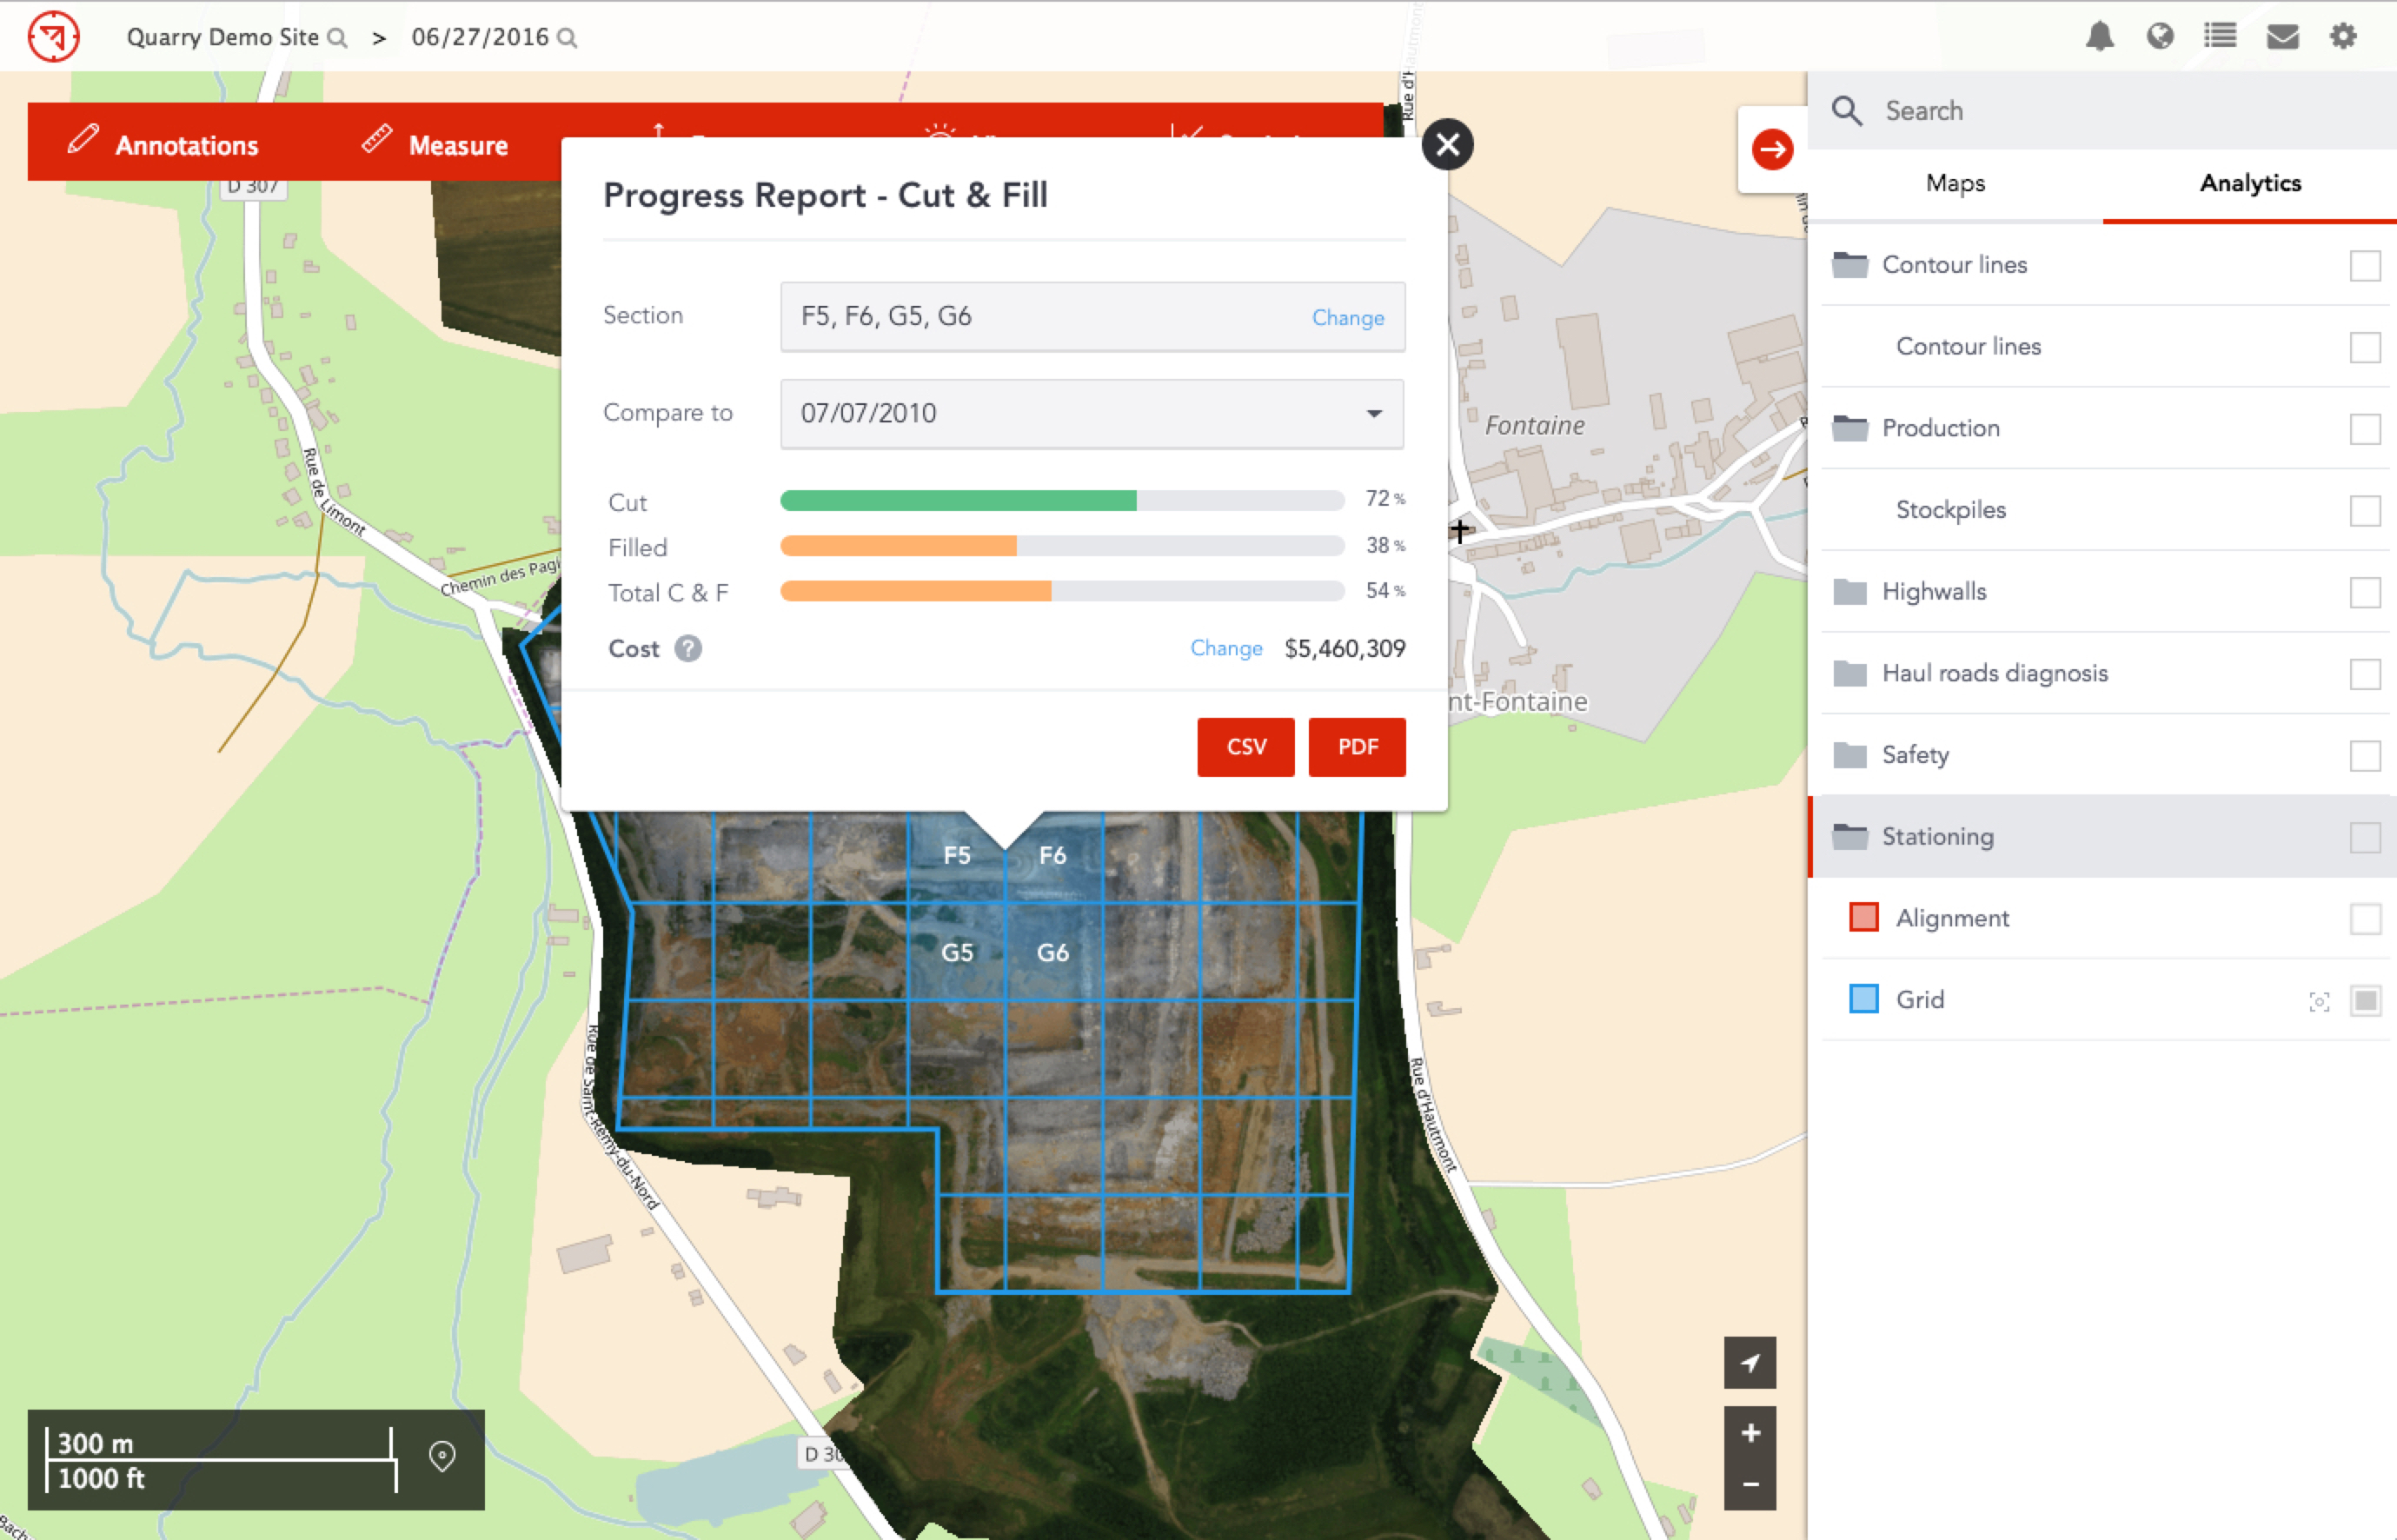 Quarry Demo Site > 06/27/2016
Annotations
Measure
Search
Maps
Analytics
Contour lines
Contour lines
Production
Stockpiles
Highwalls
Haul roads diagnosis
Safety
Stationing
Alignment
Grid
Progress Report - Cut & Fill
Section
F5, F6, G5, G6
Change
Compare to
07/07/2010
Cut
72 %
Filled
38 %
Total C & F
54 %
Cost ?
Change
$5,460,309
CSV
PDF
F5
F6
G5
G6
D 307
Rue de Limont
Chemin des Pagi
Fontaine
nt-Fontaine
Rue d'Hautmont
Rue d'Hautmont
Rue de Saint-Rémy-du-Nord
D 30
300 m
1000 ft
+
−